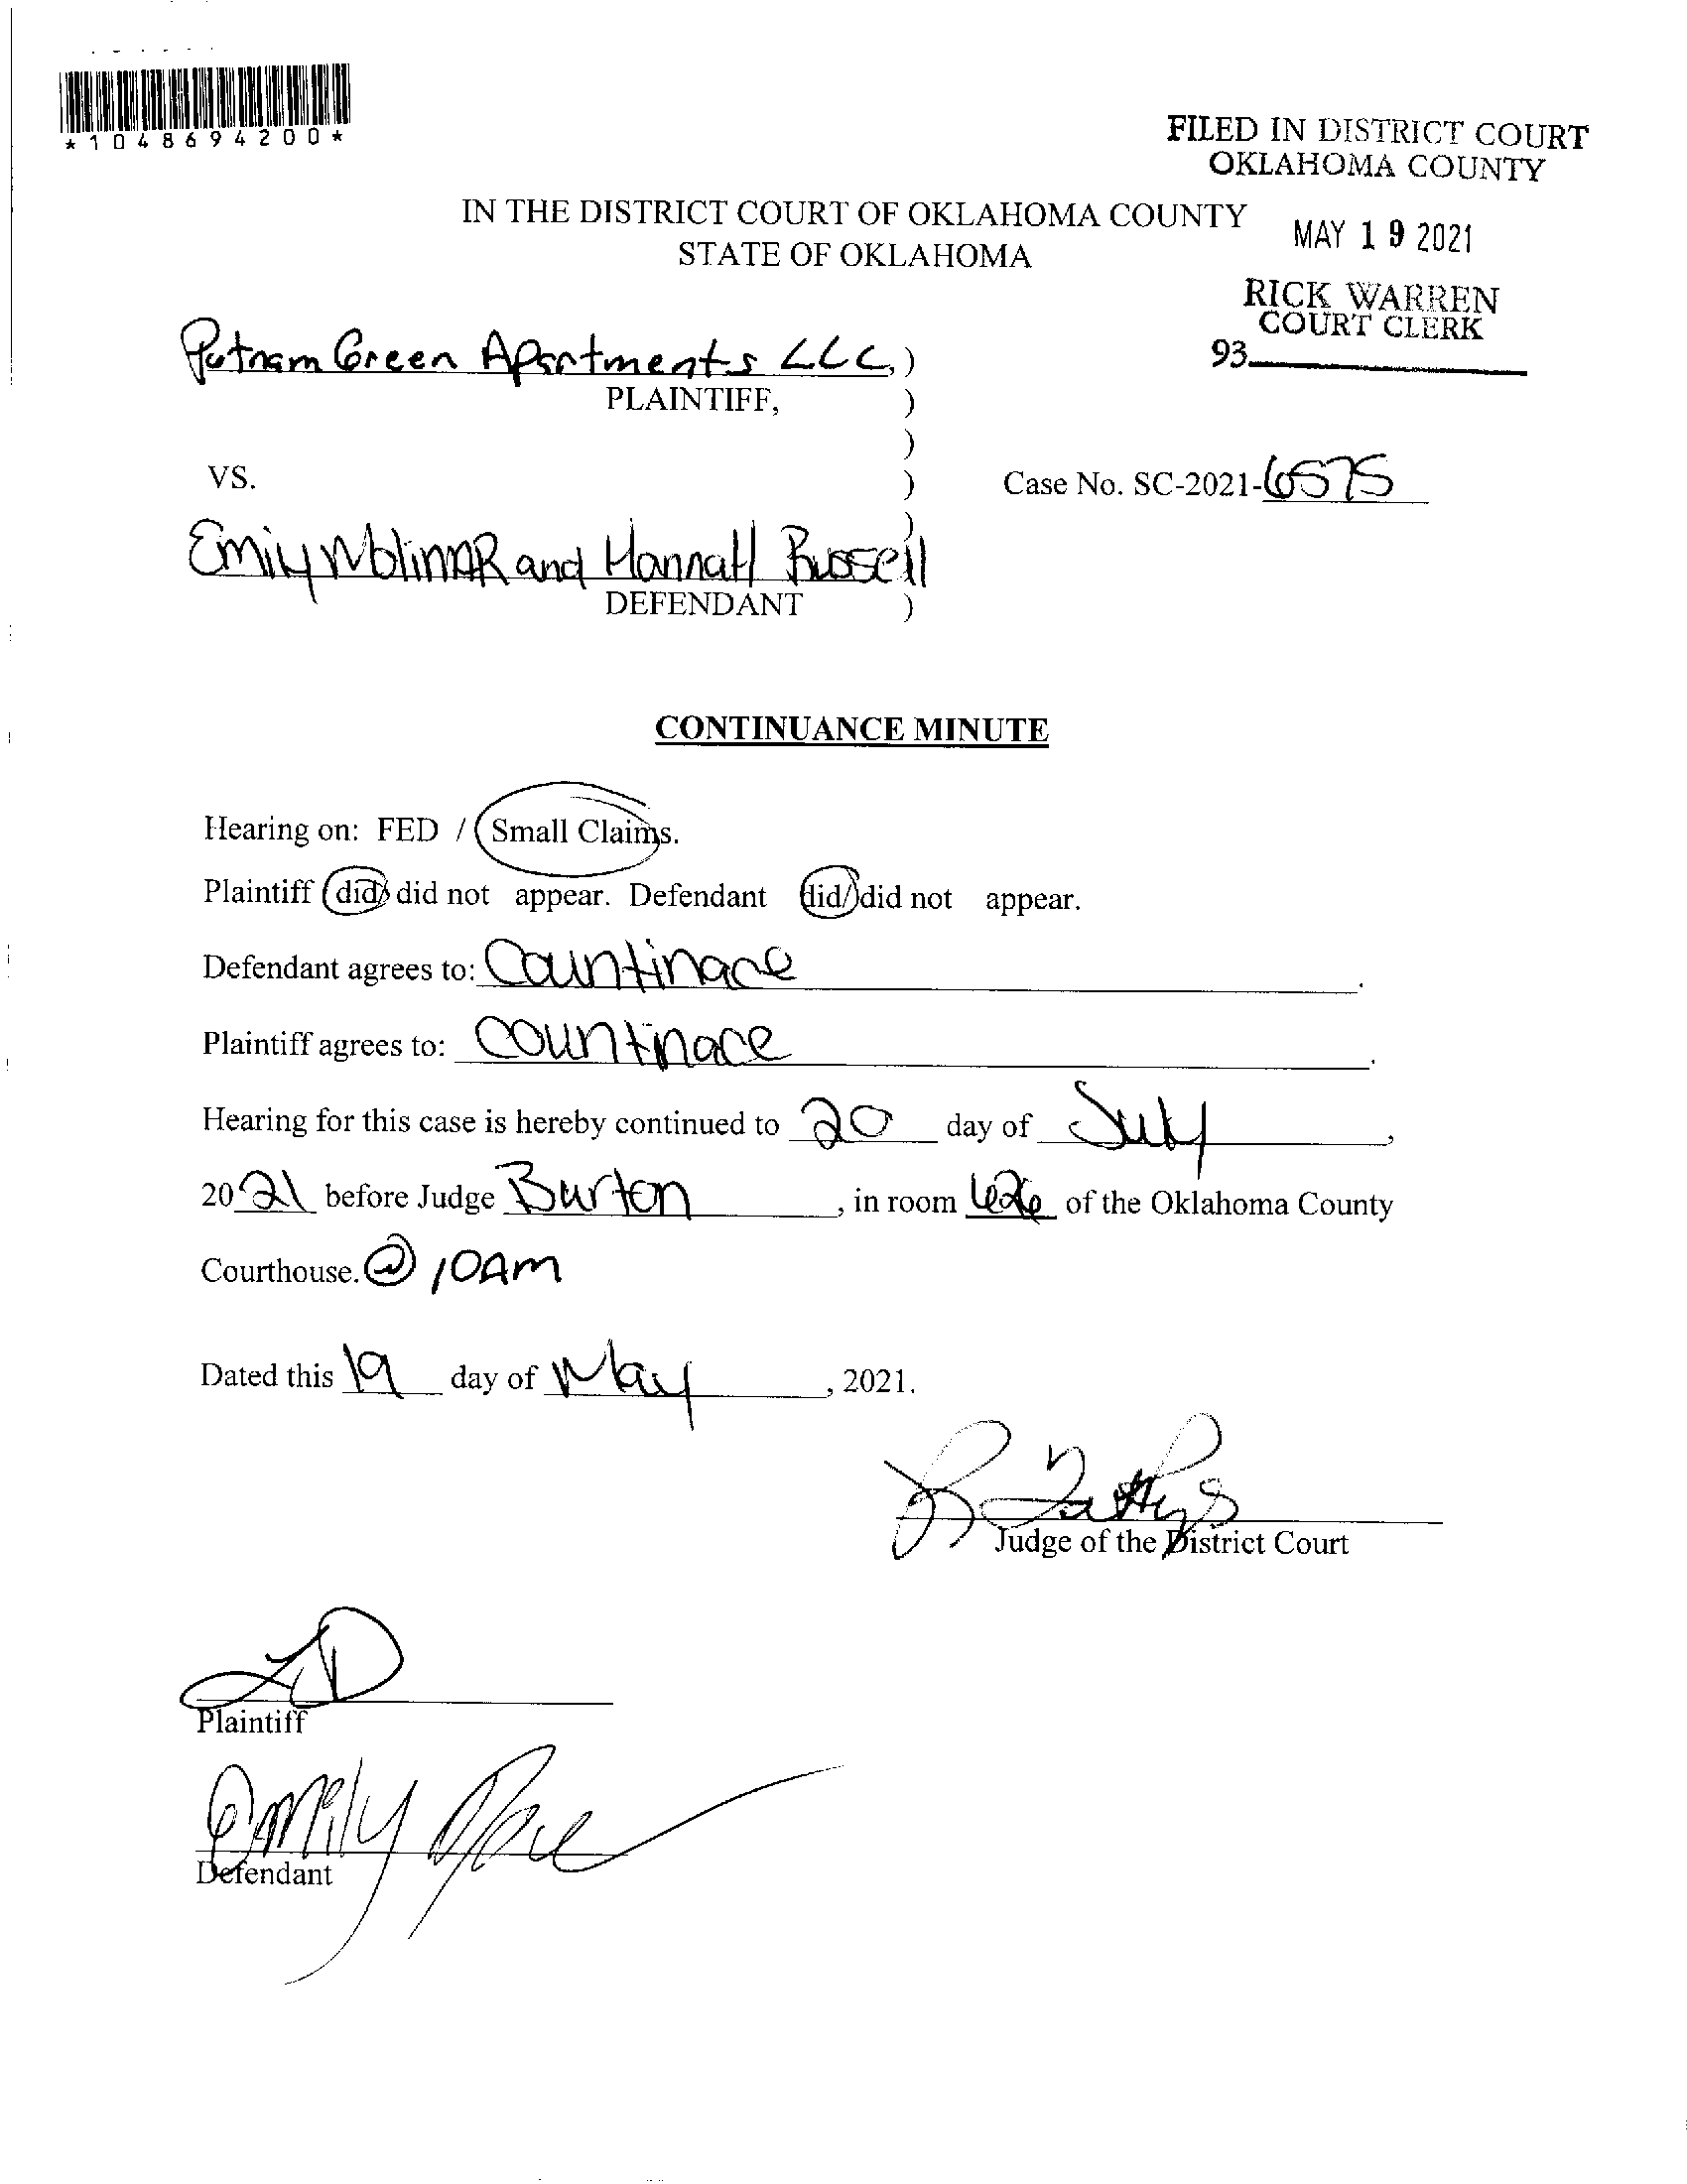 *1048694200*
FILED IN DISTRICT COURT
OKLAHOMA COUNTY
MAY 19 2021
RICK WARREN
COURT CLERK
93
IN THE DISTRICT COURT OF OKLAHOMA COUNTY
STATE OF OKLAHOMA
Putnam Green Apartments LLC,)
PLAINTIFF, )
)
VS. )
Case No. SC-2021-6575
)
Emily MolinaR and HannaH Russell
DEFENDANT )
CONTINUANCE MINUTE
Hearing on: FED / Small Claims.
Plaintiff did/ did not appear. Defendant did/did not appear.
Defendant agrees to: Countinace.
Plaintiff agrees to: Countinace.
Hearing for this case is hereby continued to 20 day of July,
2021 before Judge Burton, in room 626 of the Oklahoma County
Courthouse. @ 10AM
Dated this 19 day of May, 2021.
Judge of the District Court
Plaintiff
Emily
Defendant